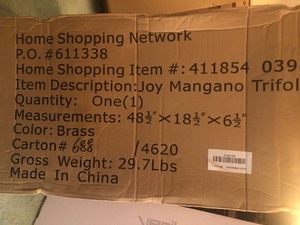 Home Shopping Network
P.O.#611338
Home Shopping Item #: 411854 039
Item Description:Joy Mangano Trifol
Quantity: One(1)
Measurements: 48½"×18½"×6½"
Color: Brass
Carton# 688 /4620
Gross Weight: 29.7Lbs
Made In China